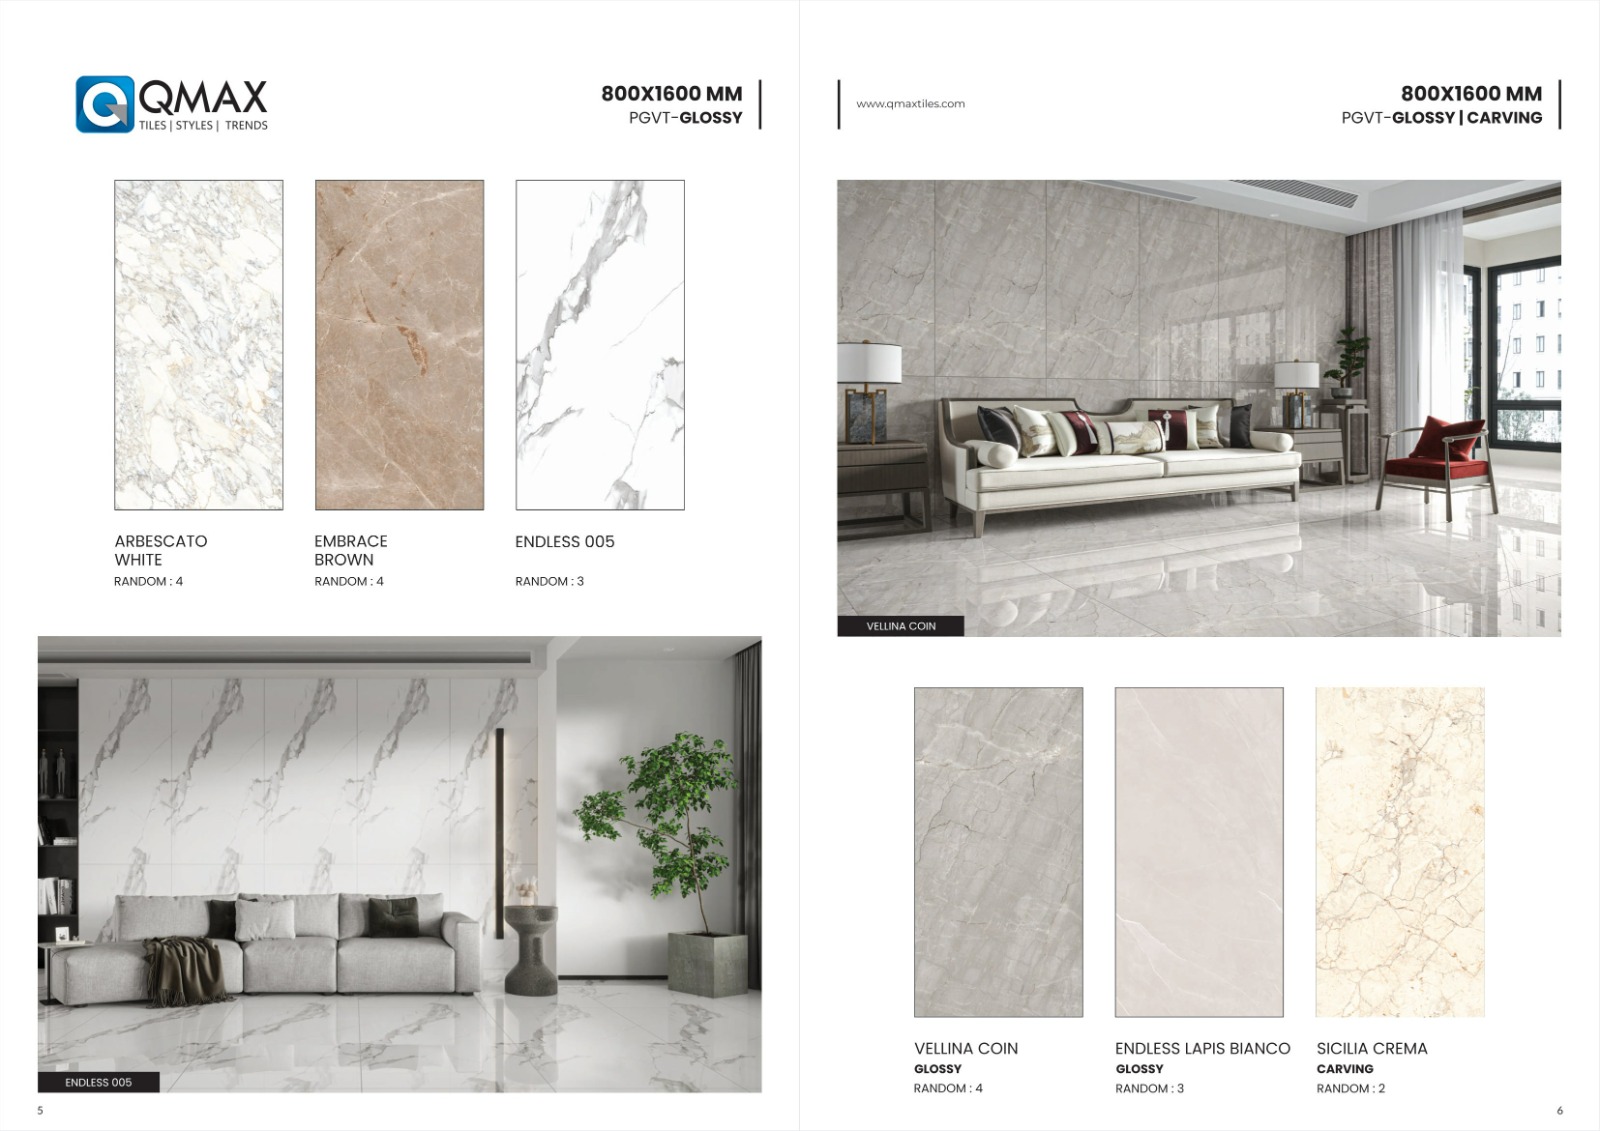 QMAX
TILES | STYLES | TRENDS
800X1600 MM
PGVT-GLOSSY
ARBESCATO
WHITE
RANDOM : 4
EMBRACE
BROWN
RANDOM : 4
ENDLESS 005
RANDOM : 3
ENDLESS 005
5
www.qmaxtiles.com
800X1600 MM
PGVT-GLOSSY | CARVING
VELLINA COIN
VELLINA COIN
GLOSSY
RANDOM : 4
ENDLESS LAPIS BIANCO
GLOSSY
RANDOM : 3
SICILIA CREMA
CARVING
RANDOM : 2
6